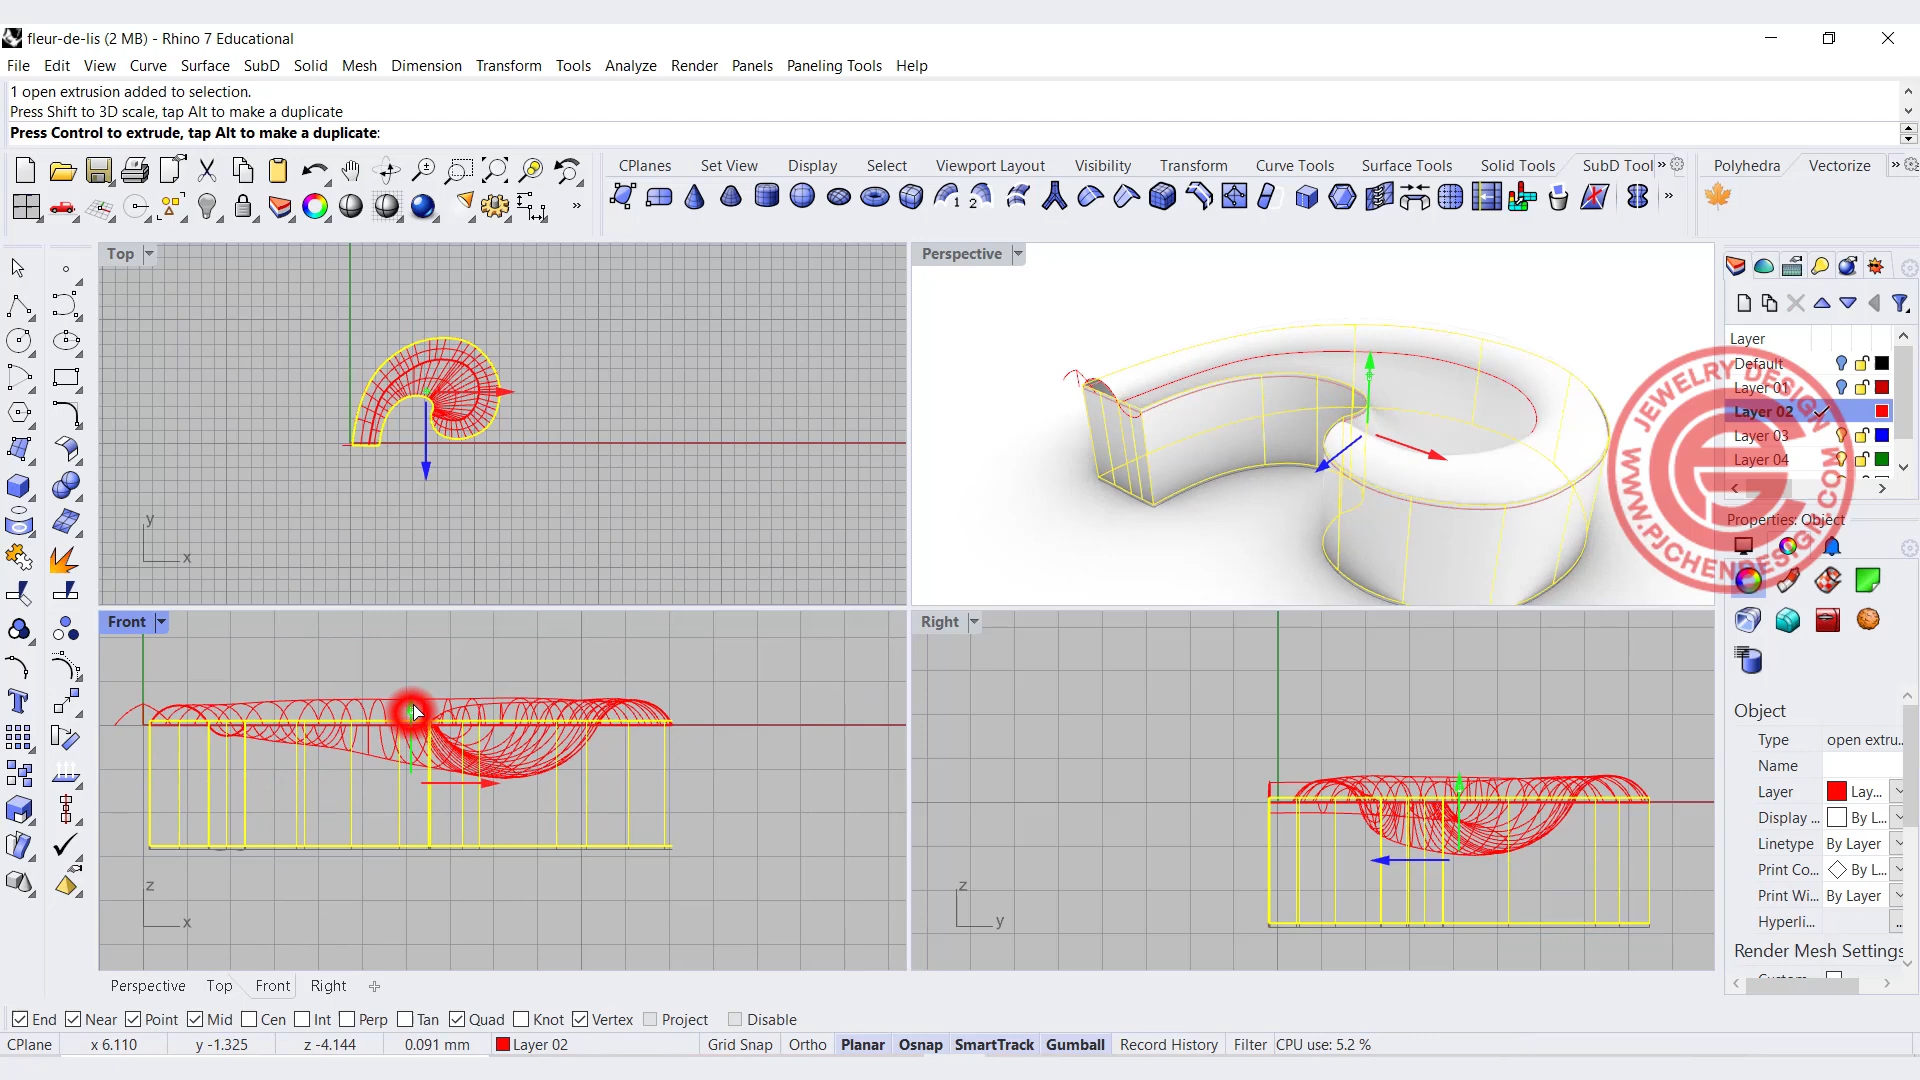 fleur-de-lis (2 MB) - Rhino 7 Educational
File Edit View Curve Surface SubD Solid Mesh Dimension Transform Tools Analyze Render Panels Paneling Tools Help
1 open extrusion added to selection.
Press Shift to 3D scale, tap Alt to make a duplicate
Press Control to extrude, tap Alt to make a duplicate:
CPlanes Set View Display Select Viewport Layout Visibility Transform Curve Tools Surface Tools Solid Tools SubD Tool » Polyhedra Vectorize »
1 2 »
»
Top Perspective
Layer
Default
Layer 01
Layer 02
Layer 03
Layer 04
JEWELRY DESIGN
WWW.PJCHENDESIGN.COM
Properties: Object
y
x
Front Right
Object
Type open extru...
Name
Layer Lay...
Display ... By L...
Linetype By Layer
Print Co... By L...
Print Wi... By Layer
Hyperli... ...
Render Mesh Settings
z
x
z
y
Perspective Top Front Right
End Near Point Mid Cen Int Perp Tan Quad Knot Vertex Project Disable
CPlane x 6.110 y -1.325 z -4.144 0.091 mm Layer 02 Grid Snap Ortho Planar Osnap SmartTrack Gumball Record History Filter CPU use: 5.2 %